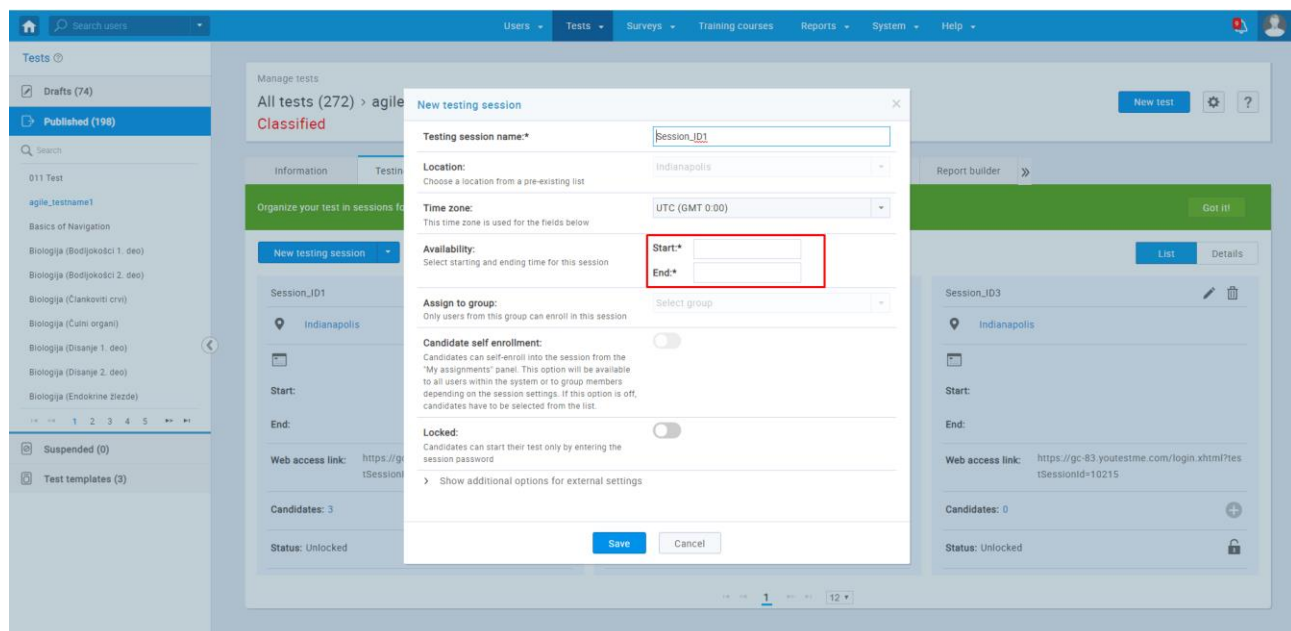 Search users
Users
Tests
Surveys
Training courses
Reports
System
Help
Tests
Drafts (74)
Published (198)
Search
011 Test
agile_testname1
Basics of Navigation
Biologija (Bodljokošci 1. deo)
Biologija (Bodljokošci 2. deo)
Biologija (Člankoviti crvi)
Biologija (Čulni organi)
Biologija (Disanje 1. deo)
Biologija (Disanje 2. deo)
Biologija (Endokrine žlezde)
1 2 3 4 5
Suspended (0)
Test templates (3)
Manage tests
All tests (272) > agile
Classified
New test
?
Information
Testin
Report builder
Organize your test in sessions fo
Got it!
New testing session
List
Details
Session_ID1
Indianapolis
Start:
End:
Web access link:
https://gc
tSessionI
Candidates: 3
Status: Unlocked
New testing session
Testing session name:*
Session_ID1
Location:
Choose a location from a pre-existing list
Indianapolis
Time zone:
This time zone is used for the fields below
UTC (GMT 0:00)
Availability:
Select starting and ending time for this session
Start:*
End:*
Assign to group:
Only users from this group can enroll in this session
Select group
Candidate self enrollment:
Candidates can self-enroll into the session from the
"My assignments" panel. This option will be available
to all users within the system or to group members
depending on the session settings. If this option is off,
candidates have to be selected from the list.
Locked:
Candidates can start their test only by entering the
session password
Show additional options for external settings
Save
Cancel
Session_ID3
Indianapolis
Start:
End:
Web access link:
https://gc-83.youtestme.com/login.xhtml?tes
tSessionId=10215
Candidates: 0
Status: Unlocked
1
12